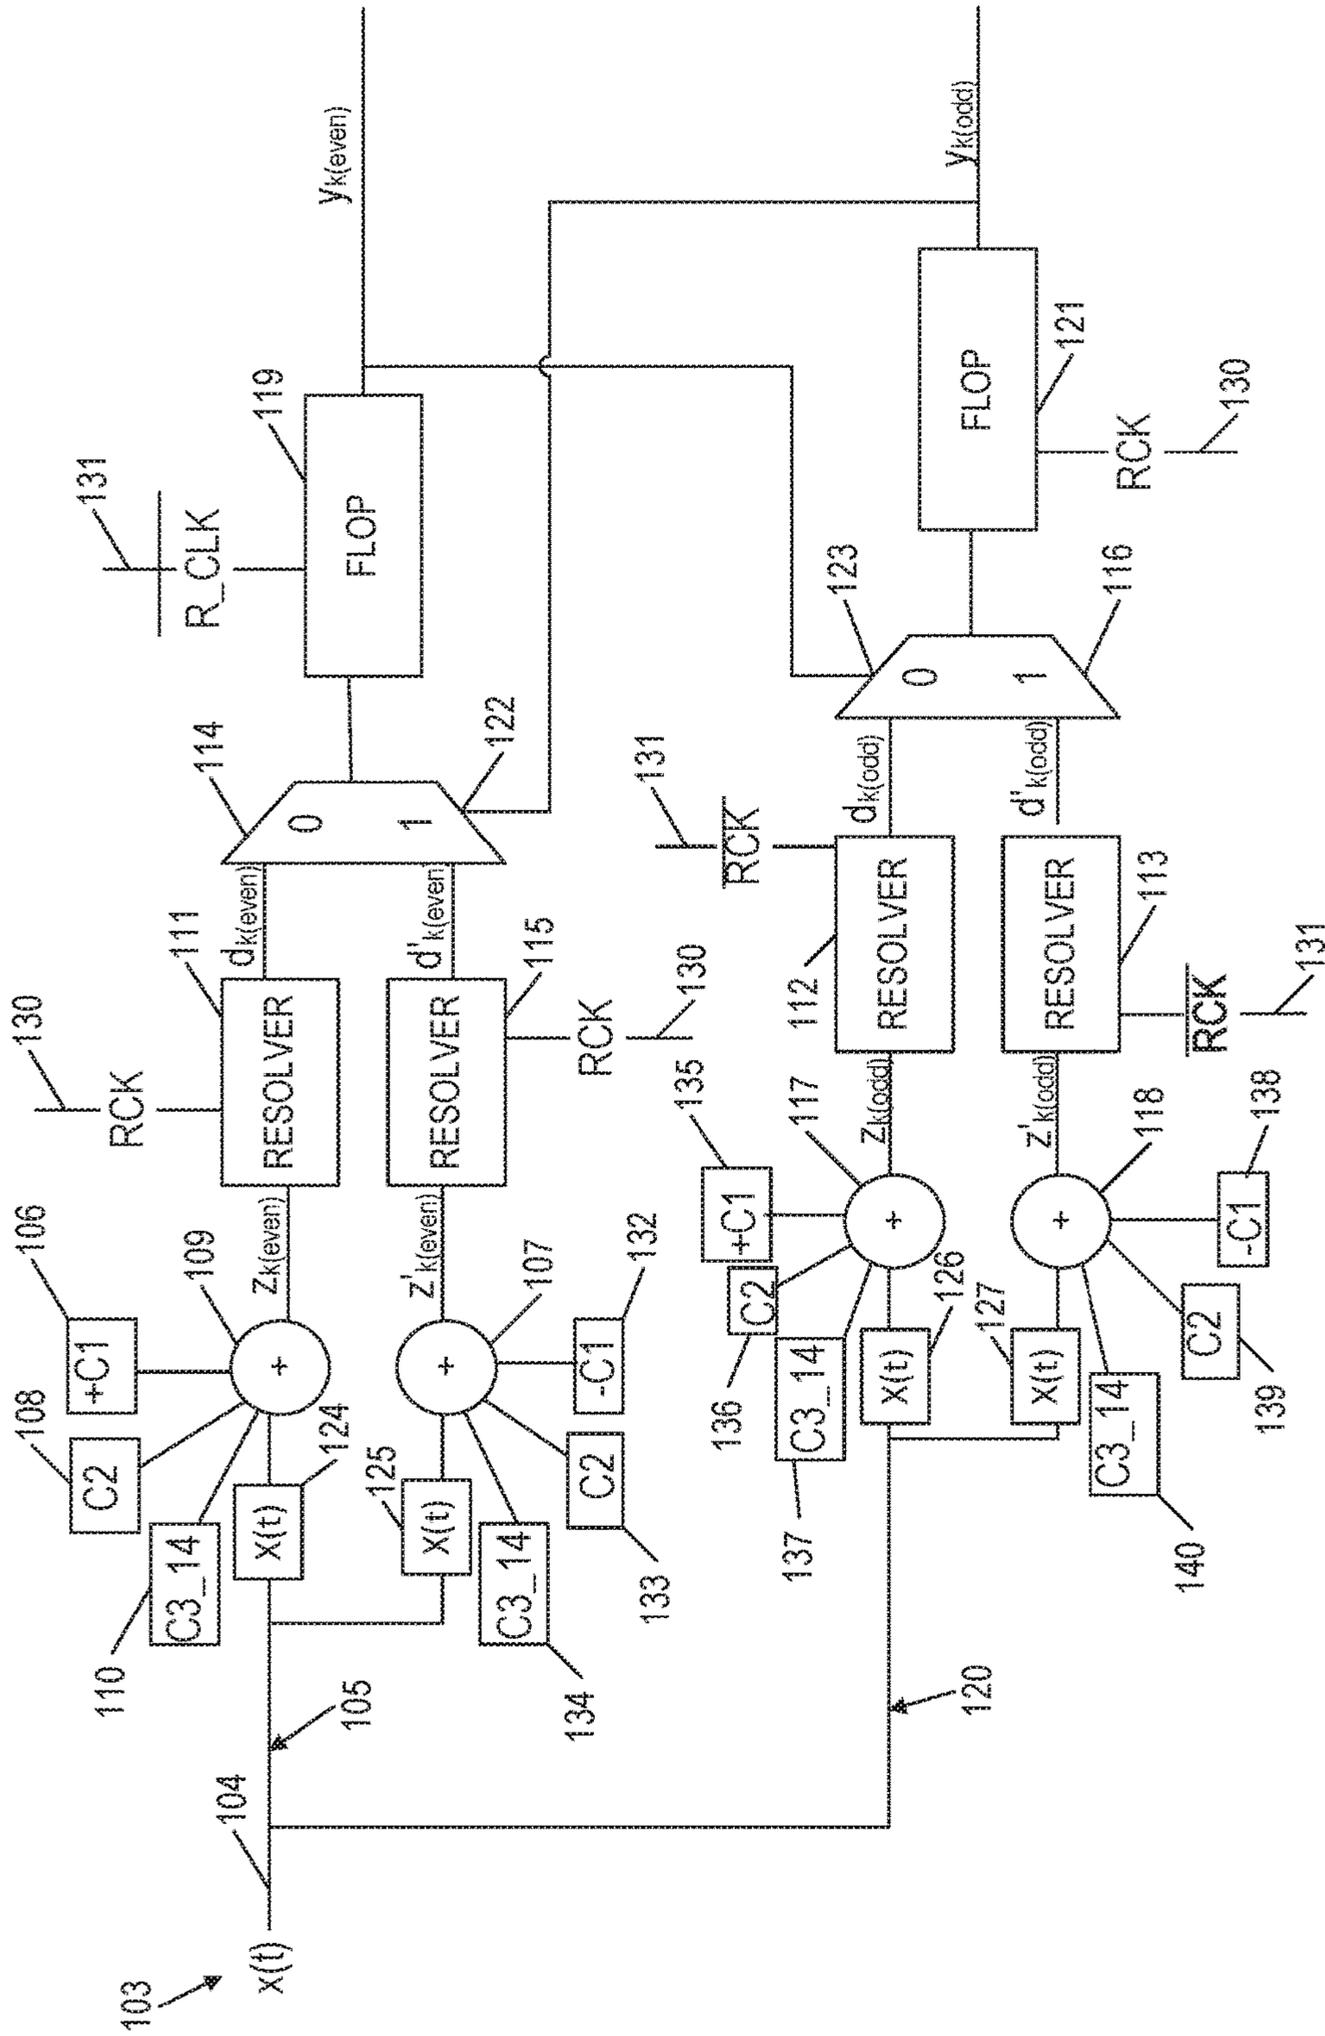 103
x(t)
104
105
120
110
C3_14
108
C2
106
+C1
109
+
X(t)
124
125
X(t)
134
C3_14
133
C2
132
-C1
107
+
Zk(even)
Z'k(even)
130
RCK
111
RESOLVER
RESOLVER
115
RCK
130
dk(even)
d'k(even)
114
0
1
122
131
R_CLK
119
FLOP
yk(even)
135
+C1
C2
136
C3_14
137
117
+
X(t)
126
127
X(t)
+
118
C3_14
140
C2
139
-C1
138
Zk(odd)
Z'k(odd)
131
RCK
112
RESOLVER
RESOLVER
113
RCK
131
dk(odd)
d'k(odd)
123
0
1
116
FLOP
121
RCK
130
yk(odd)